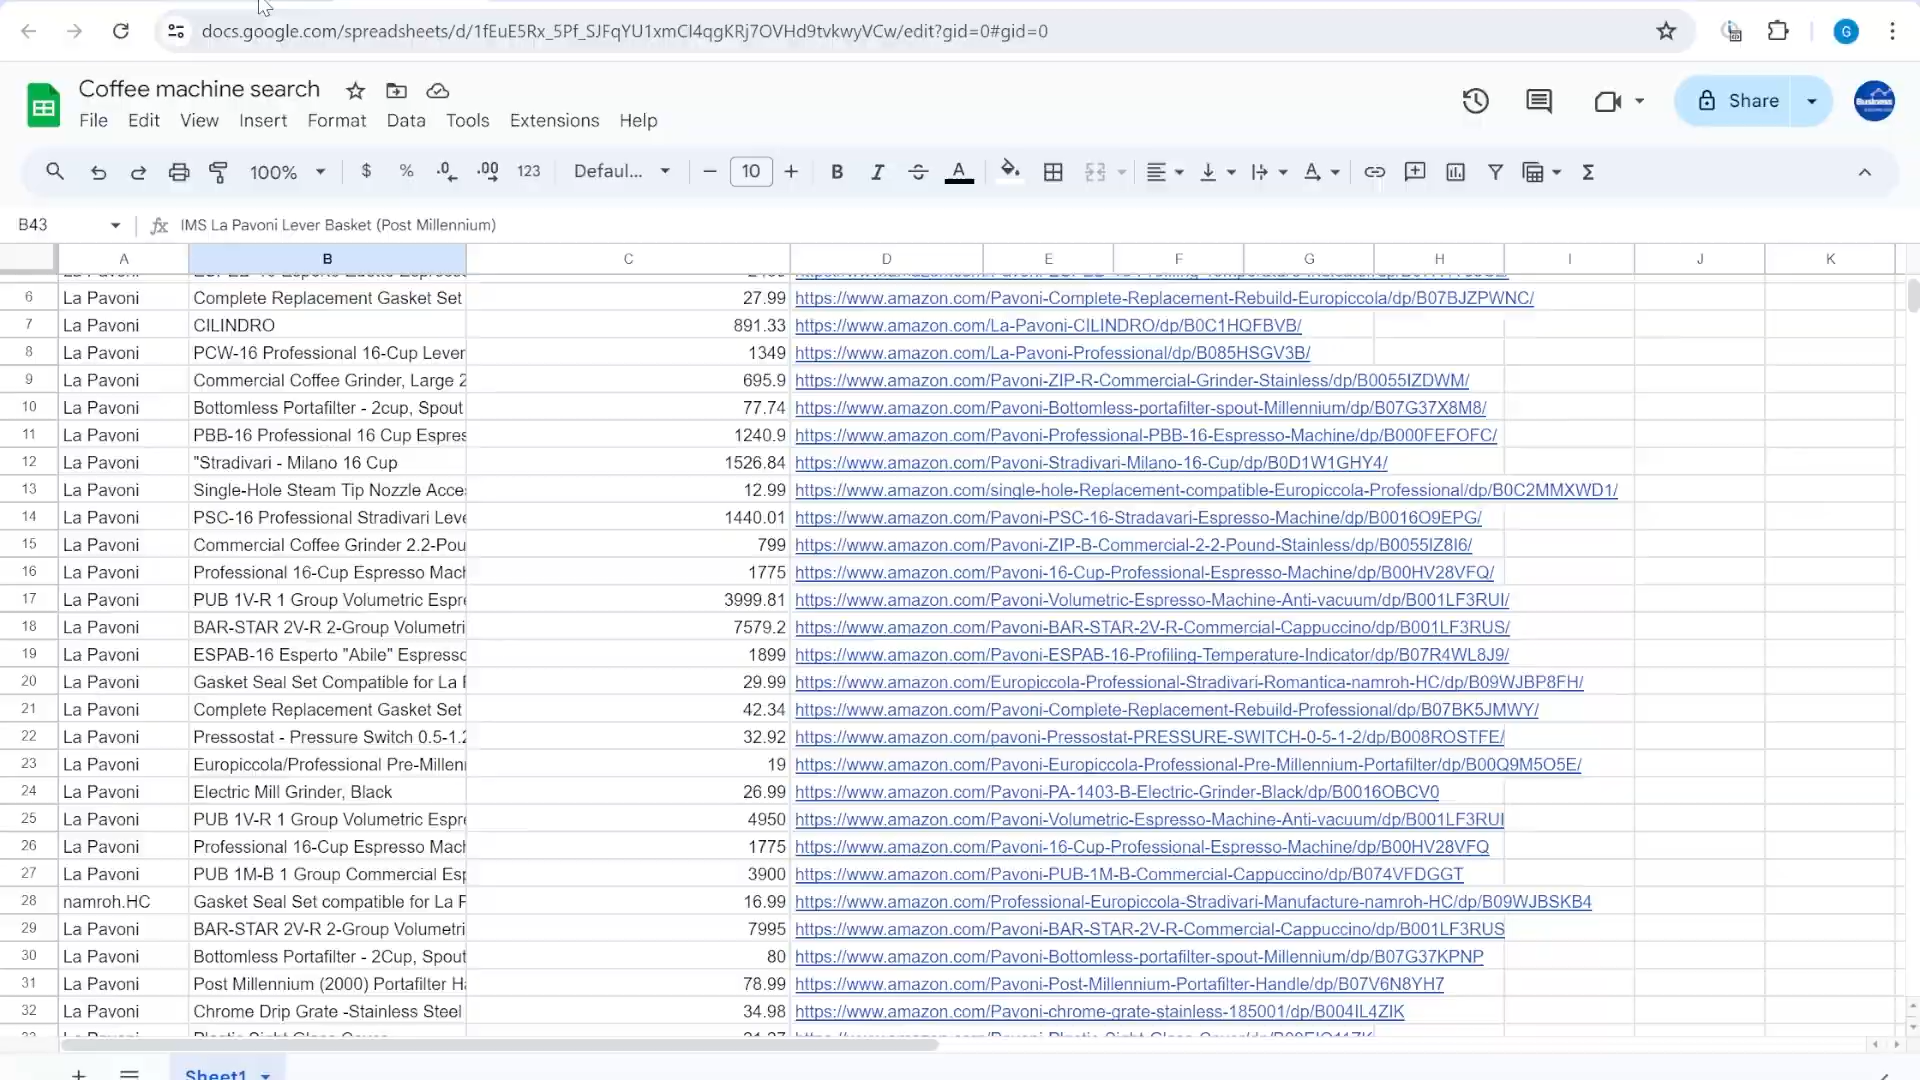 docs.google.com/spreadsheets/d/1fEuE5Rx_5Pf_SJFqYU1xmCl4qgKRj7OVHd9tvkwyVCw/edit?gid=0#gid=0
G
Coffee machine search
Share
Business
File Edit View Insert Format Data Tools Extensions Help
100% $ % .0 .00 123 Defaul... 10 B I A
B43 fx IMS La Pavoni Lever Basket (Post Millennium)
A B C D E F G H I J K
6 La Pavoni Complete Replacement Gasket Set 27.99 https://www.amazon.com/Pavoni-Complete-Replacement-Rebuild-Europiccola/dp/B07BJZPWNC/
7 La Pavoni CILINDRO 891.33 https://www.amazon.com/La-Pavoni-CILINDRO/dp/B0C1HQFBVB/
8 La Pavoni PCW-16 Professional 16-Cup Lever 1349 https://www.amazon.com/La-Pavoni-Professional/dp/B085HSGV3B/
9 La Pavoni Commercial Coffee Grinder, Large 2 695.9 https://www.amazon.com/Pavoni-ZIP-R-Commercial-Grinder-Stainless/dp/B0055IZDWM/
10 La Pavoni Bottomless Portafilter - 2cup, Spout 77.74 https://www.amazon.com/Pavoni-Bottomless-portafilter-spout-Millennium/dp/B07G37X8M8/
11 La Pavoni PBB-16 Professional 16 Cup Espres 1240.9 https://www.amazon.com/Pavoni-Professional-PBB-16-Espresso-Machine/dp/B000FEFOFC/
12 La Pavoni "Stradivari - Milano 16 Cup 1526.84 https://www.amazon.com/Pavoni-Stradivari-Milano-16-Cup/dp/B0D1W1GHY4/
13 La Pavoni Single-Hole Steam Tip Nozzle Acce 12.99 https://www.amazon.com/single-hole-Replacement-compatible-Europiccola-Professional/dp/B0C2MMXWD1/
14 La Pavoni PSC-16 Professional Stradivari Leve 1440.01 https://www.amazon.com/Pavoni-PSC-16-Stradavari-Espresso-Machine/dp/B0016O9EPG/
15 La Pavoni Commercial Coffee Grinder 2.2-Pou 799 https://www.amazon.com/Pavoni-ZIP-B-Commercial-2-2-Pound-Stainless/dp/B0055IZ8I6/
16 La Pavoni Professional 16-Cup Espresso Mach 1775 https://www.amazon.com/Pavoni-16-Cup-Professional-Espresso-Machine/dp/B00HV28VFQ/
17 La Pavoni PUB 1V-R 1 Group Volumetric Espre 3999.81 https://www.amazon.com/Pavoni-Volumetric-Espresso-Machine-Anti-vacuum/dp/B001LF3RUI/
18 La Pavoni BAR-STAR 2V-R 2-Group Volumetri 7579.2 https://www.amazon.com/Pavoni-BAR-STAR-2V-R-Commercial-Cappuccino/dp/B001LF3RUS/
19 La Pavoni ESPAB-16 Esperto "Abile" Espresso 1899 https://www.amazon.com/Pavoni-ESPAB-16-Profiling-Temperature-Indicator/dp/B07R4WL8J9/
20 La Pavoni Gasket Seal Set Compatible for La P 29.99 https://www.amazon.com/Europiccola-Professional-Stradivari-Romantica-namroh-HC/dp/B09WJBP8FH/
21 La Pavoni Complete Replacement Gasket Set 42.34 https://www.amazon.com/Pavoni-Complete-Replacement-Rebuild-Professional/dp/B07BK5JMWY/
22 La Pavoni Pressostat - Pressure Switch 0.5-1.2 32.92 https://www.amazon.com/pavoni-Pressostat-PRESSURE-SWITCH-0-5-1-2/dp/B008ROSTFE/
23 La Pavoni Europiccola/Professional Pre-Millen 19 https://www.amazon.com/Pavoni-Europiccola-Professional-Pre-Millennium-Portafilter/dp/B00Q9M5O5E/
24 La Pavoni Electric Mill Grinder, Black 26.99 https://www.amazon.com/Pavoni-PA-1403-B-Electric-Grinder-Black/dp/B0016OBCV0
25 La Pavoni PUB 1V-R 1 Group Volumetric Espre 4950 https://www.amazon.com/Pavoni-Volumetric-Espresso-Machine-Anti-vacuum/dp/B001LF3RUI
26 La Pavoni Professional 16-Cup Espresso Mach 1775 https://www.amazon.com/Pavoni-16-Cup-Professional-Espresso-Machine/dp/B00HV28VFQ
27 La Pavoni PUB 1M-B 1 Group Commercial Esp 3900 https://www.amazon.com/Pavoni-PUB-1M-B-Commercial-Cappuccino/dp/B074VFDGGT
28 namroh.HC Gasket Seal Set compatible for La P 16.99 https://www.amazon.com/Professional-Europiccola-Stradivari-Manufacture-namroh-HC/dp/B09WJBSKB4
29 La Pavoni BAR-STAR 2V-R 2-Group Volumetri 7995 https://www.amazon.com/Pavoni-BAR-STAR-2V-R-Commercial-Cappuccino/dp/B001LF3RUS
30 La Pavoni Bottomless Portafilter - 2Cup, Spout 80 https://www.amazon.com/Pavoni-Bottomless-portafilter-spout-Millennium/dp/B07G37KPNP
31 La Pavoni Post Millennium (2000) Portafilter Ha 78.99 https://www.amazon.com/Pavoni-Post-Millennium-Portafilter-Handle/dp/B07V6N8YH7
32 La Pavoni Chrome Drip Grate -Stainless Steel 34.98 https://www.amazon.com/Pavoni-chrome-grate-stainless-185001/dp/B004IL4ZIK
Sheet1